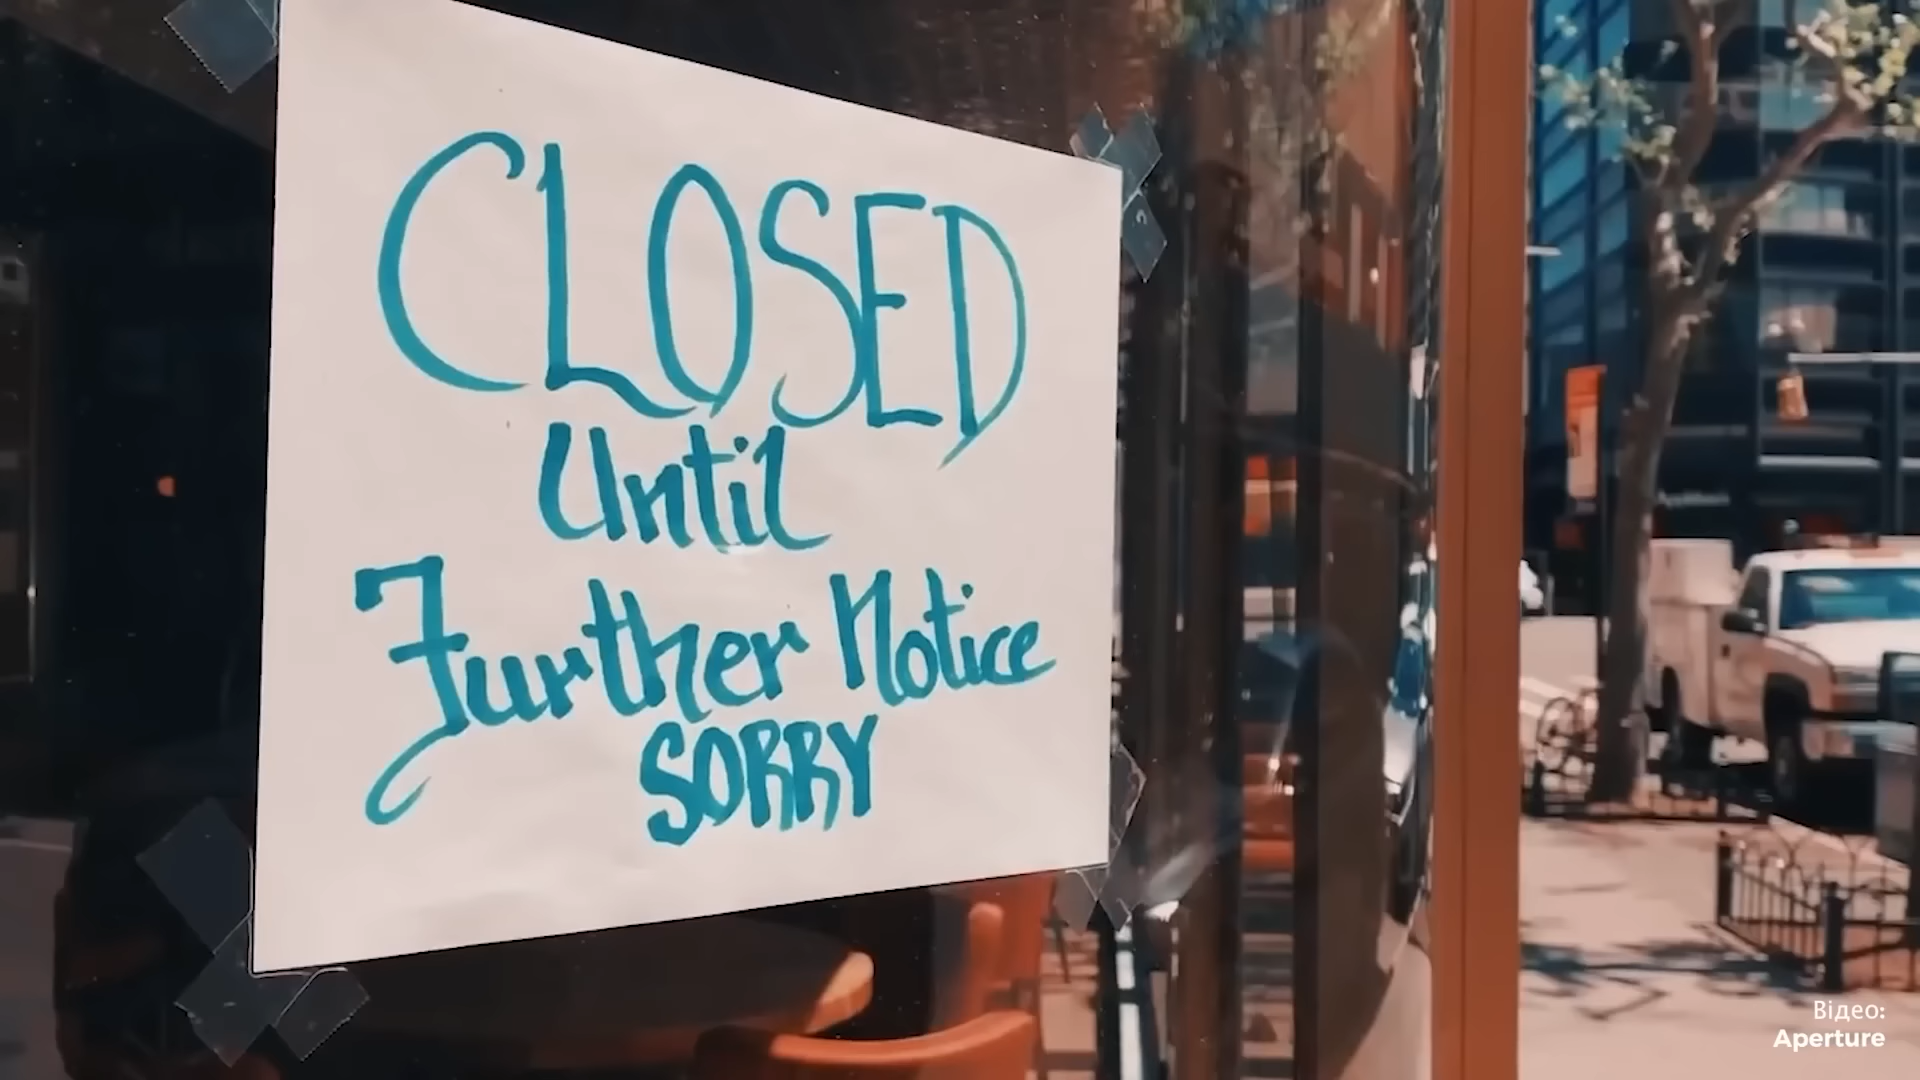 CLOSED
Until
Further Notice
SORRY
Відео:
Aperture